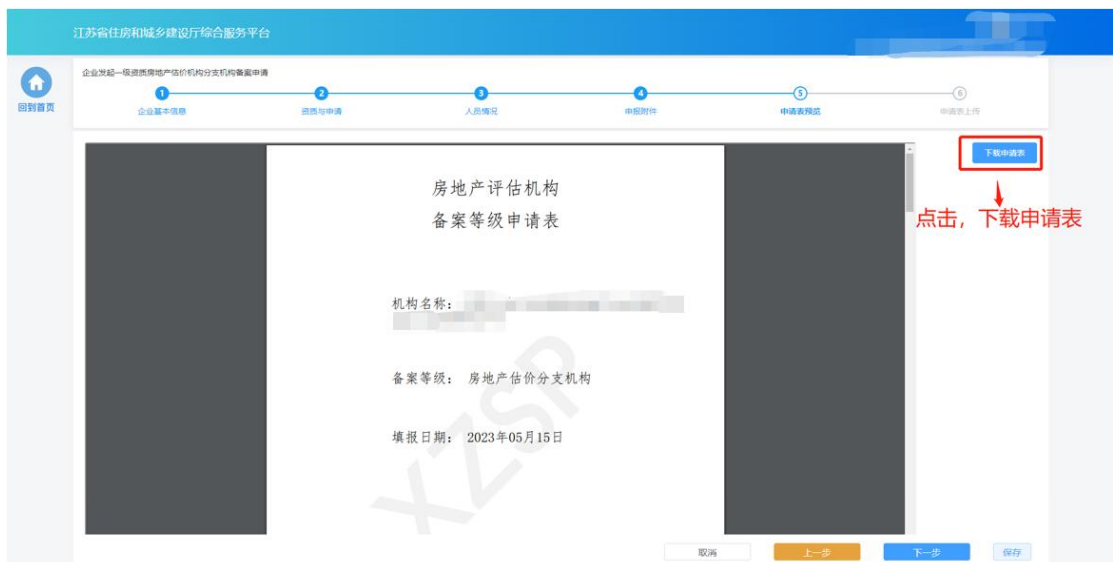 江苏省住房和城乡建设厅综合服务平台
回到首页
企业发起一级资质房地产估价机构分支机构备案申请
1
企业基本信息
2
资质与申请
3
人员情况
4
申报附件
5
申请表预览
6
申请表上传
下载申请表
点击，下载申请表
房地产评估机构
备案等级申请表
机构名称：
备案等级： 房地产估价分支机构
填报日期： 2023年05月15日
XZSP
取消
上一步
下一步
保存